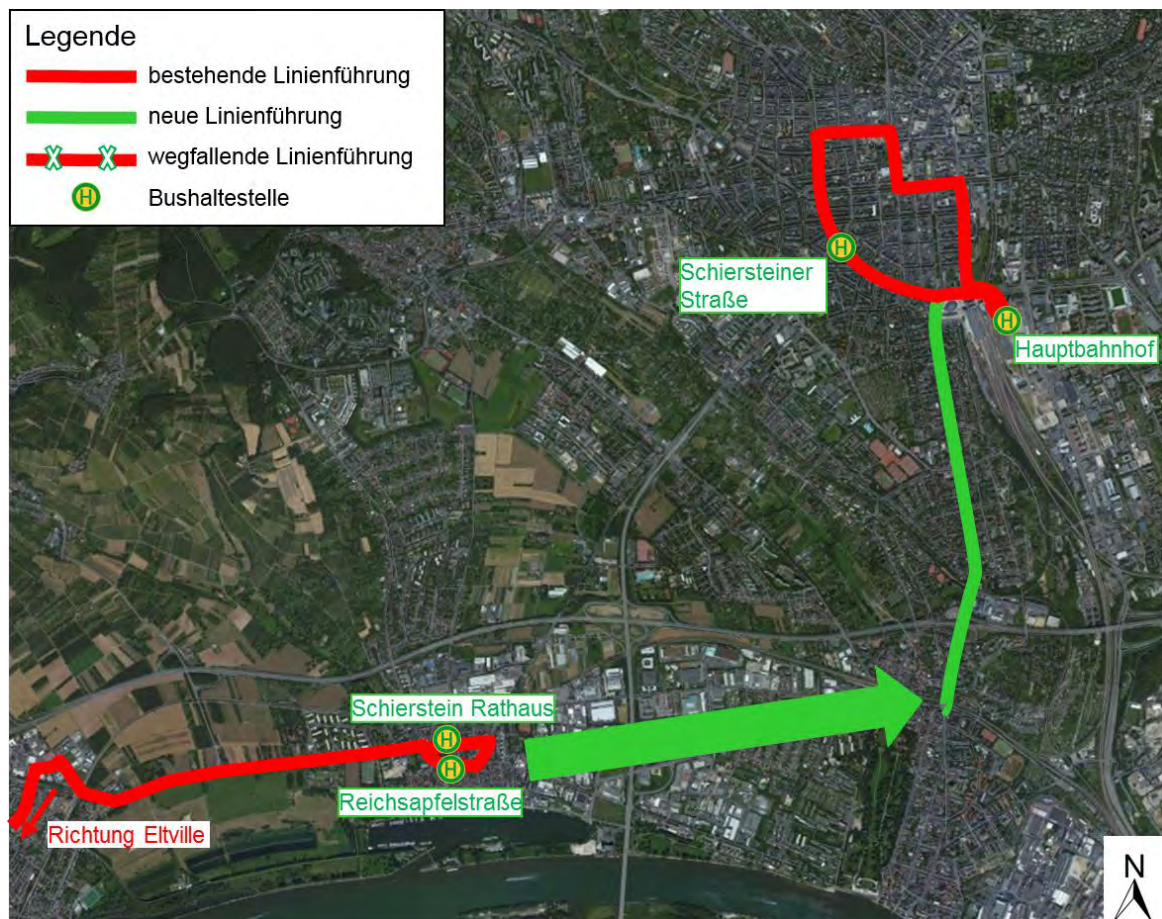 Legende
bestehende Linienführung
neue Linienführung
wegfallende Linienführung
H Bushaltestelle
H
Schiersteiner
Straße
H
Hauptbahnhof
Schierstein Rathaus
H
H
Reichsapfelstraße
Richtung Eltville
N